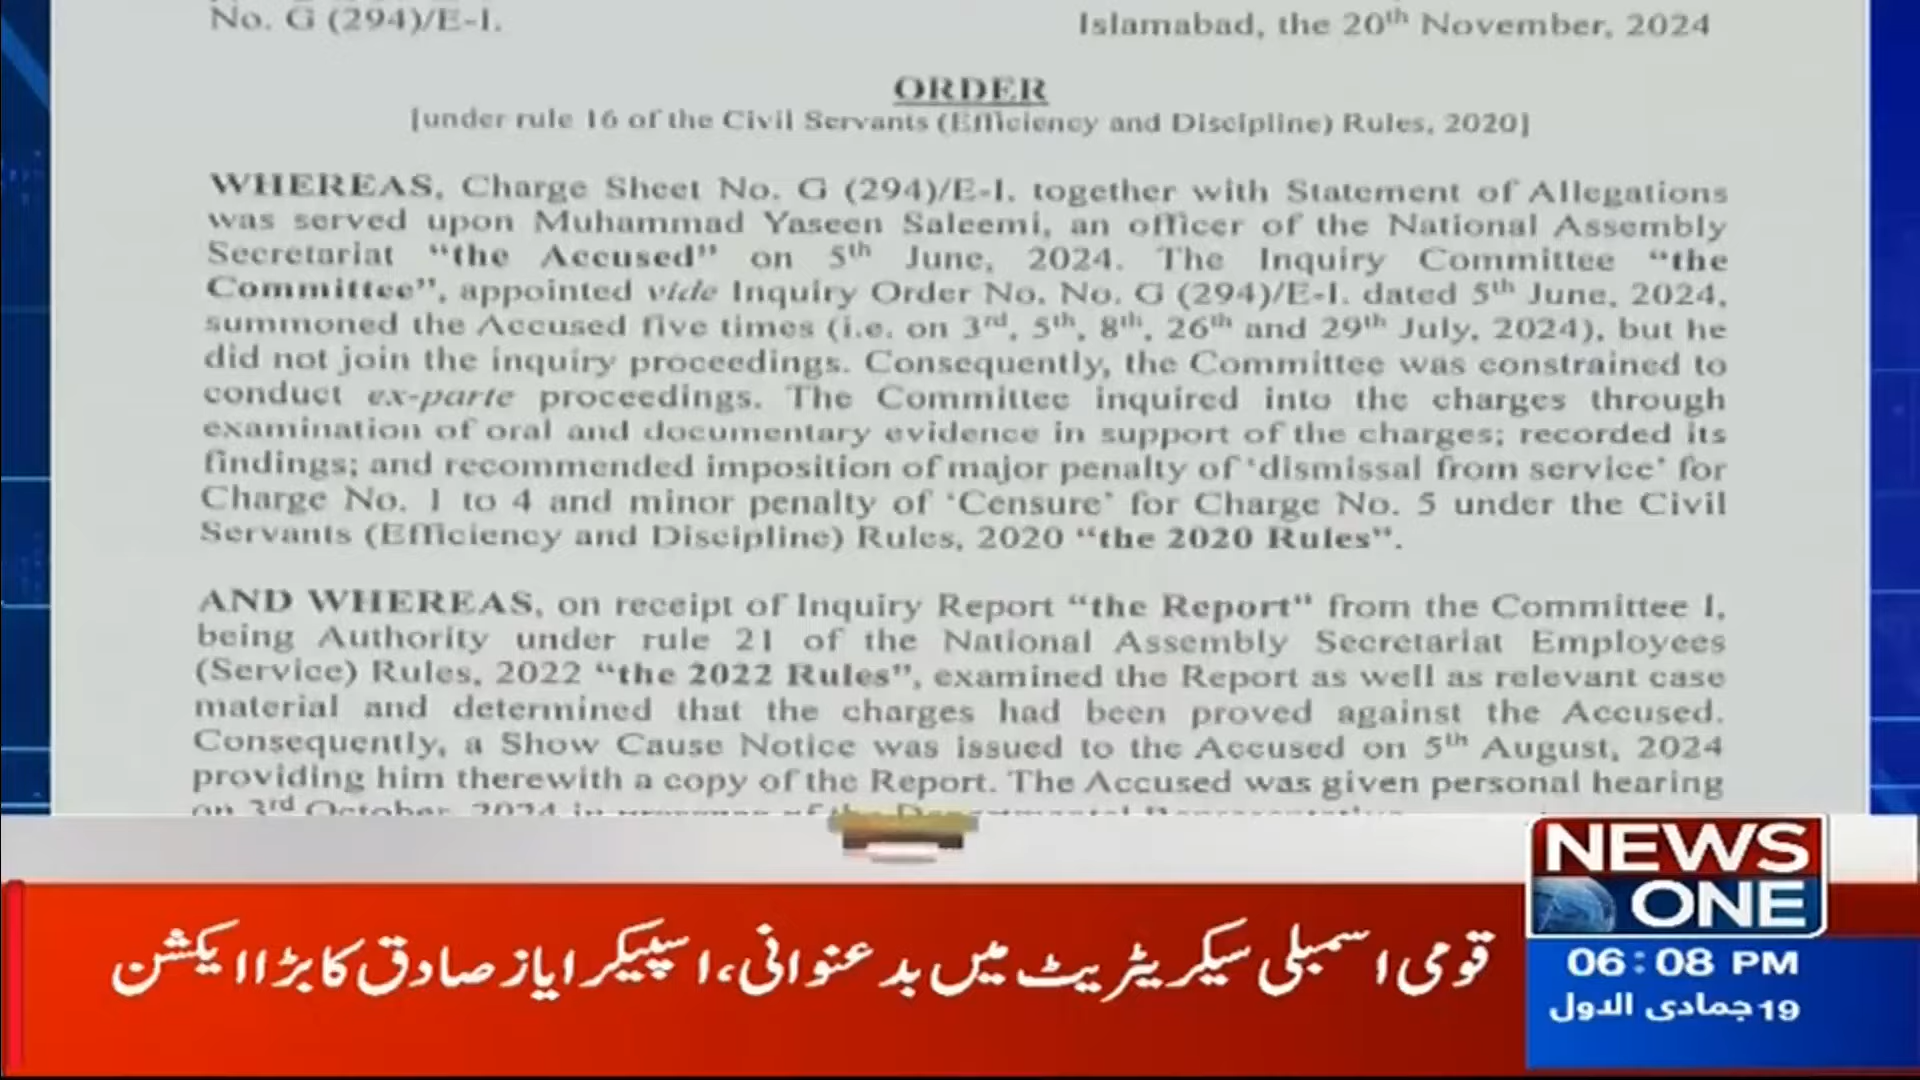 No. G (294)/E-I.
Islamabad, the 20th November, 2024
ORDER
[under rule 16 of the Civil Servants (Efficiency and Discipline) Rules, 2020]
WHEREAS, Charge Sheet No. G (294)/E-I. together with Statement of Allegations
was served upon Muhammad Yaseen Saleemi, an officer of the National Assembly
Secretariat “the Accused” on 5th June, 2024. The Inquiry Committee “the
Committee”, appointed vide Inquiry Order No. No. G (294)/E-I. dated 5th June, 2024,
summoned the Accused five times (i.e. on 3rd, 5th, 8th, 26th and 29th July, 2024), but he
did not join the inquiry proceedings. Consequently, the Committee was constrained to
conduct ex-parte proceedings. The Committee inquired into the charges through
examination of oral and documentary evidence in support of the charges; recorded its
findings; and recommended imposition of major penalty of ‘dismissal from service’ for
Charge No. 1 to 4 and minor penalty of ‘Censure’ for Charge No. 5 under the Civil
Servants (Efficiency and Discipline) Rules, 2020 “the 2020 Rules”.
AND WHEREAS, on receipt of Inquiry Report “the Report” from the Committee I,
being Authority under rule 21 of the National Assembly Secretariat Employees
(Service) Rules, 2022 “the 2022 Rules”, examined the Report as well as relevant case
material and determined that the charges had been proved against the Accused.
Consequently, a Show Cause Notice was issued to the Accused on 5th August, 2024
providing him therewith a copy of the Report. The Accused was given personal hearing
on 3rd October, 2024 in presence of the Departmental Representative
NEWS
ONE
قومی اسمبلی سیکریٹریٹ میں بدعنوانی، اسپیکر ایاز صادق کا بڑا ایکشن
06:08 PM
19 جمادی الاول